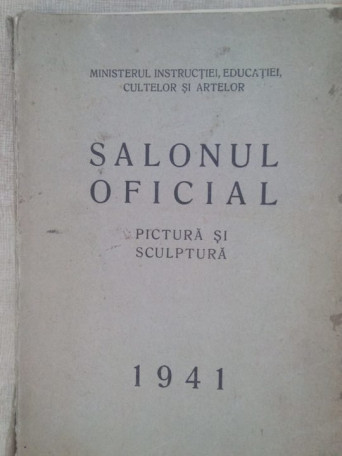 MINISTERUL INSTRUCȚIEI, EDUCAȚIEI,
CULTELOR ȘI ARTELOR
SALONUL
OFICIAL
PICTURĂ ȘI
SCULPTURĂ
1941